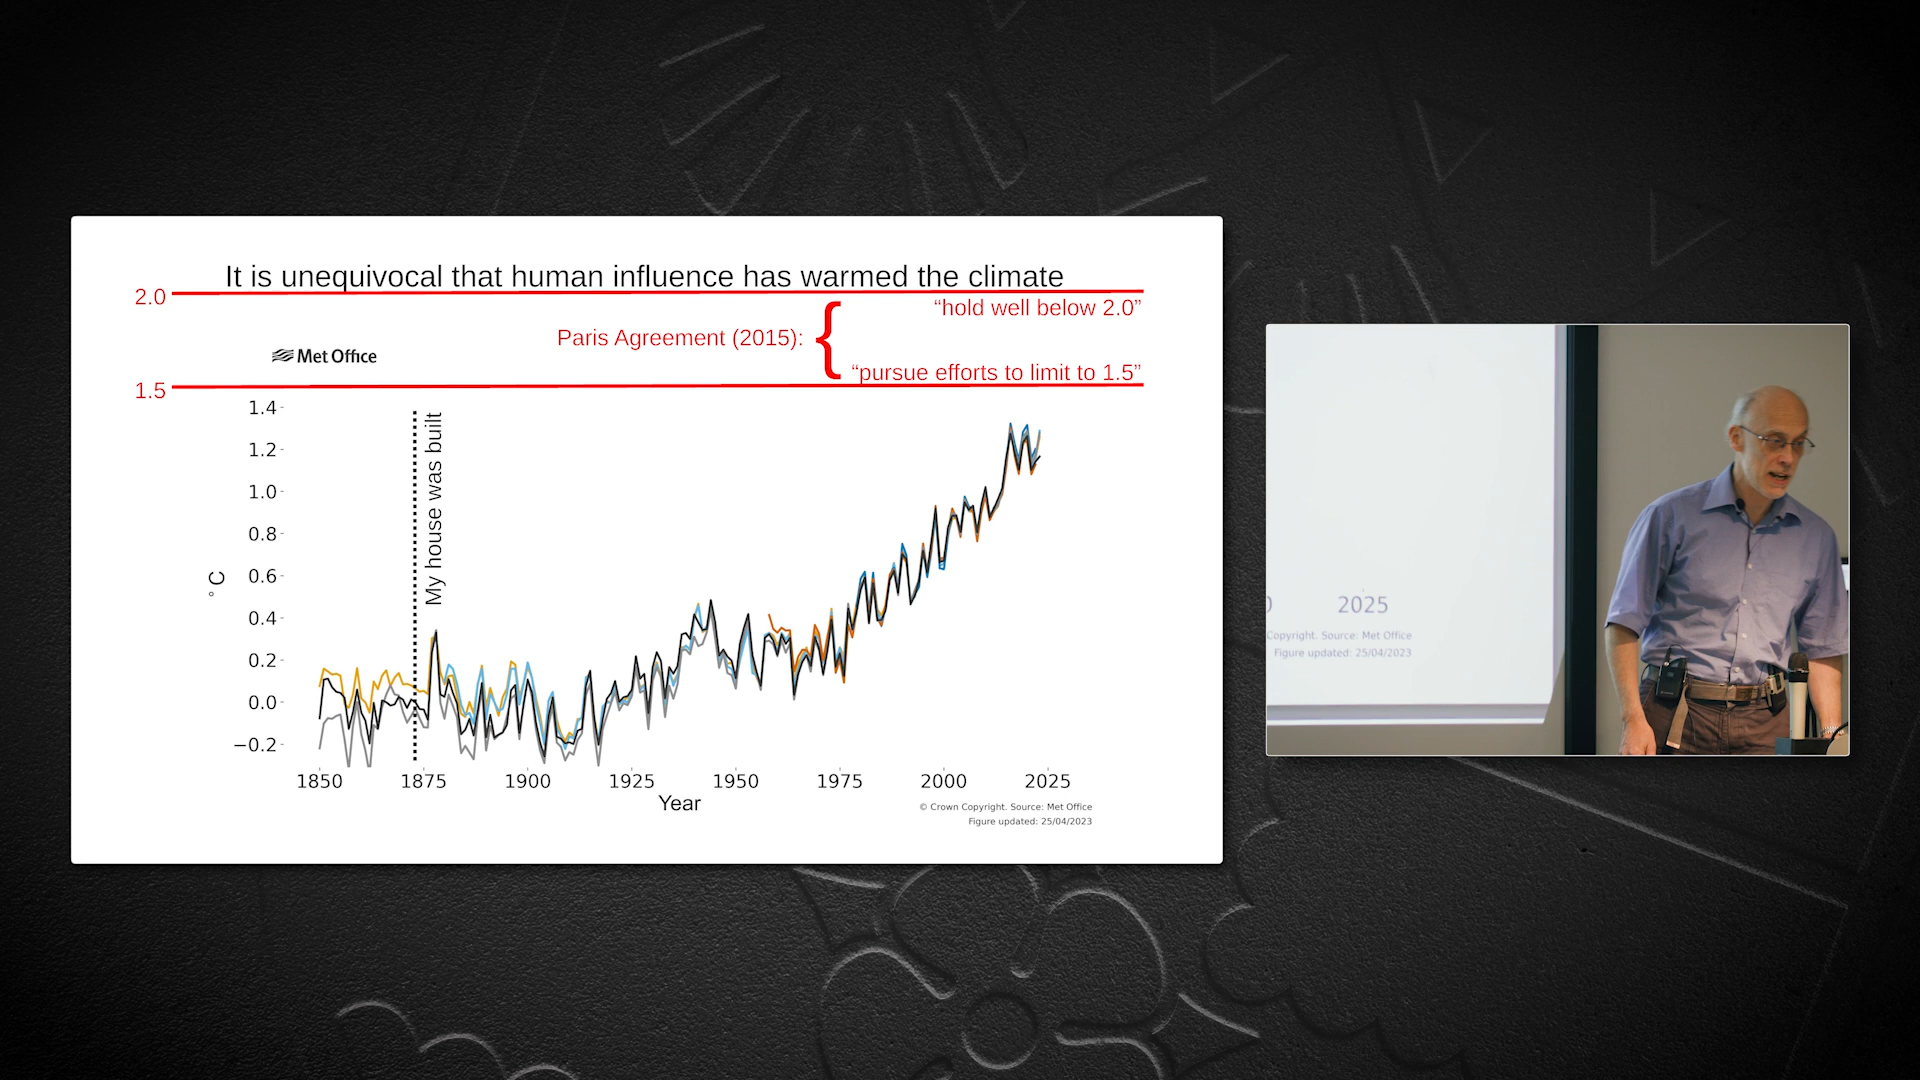 It is unequivocal that human influence has warmed the climate
2.0
“hold well below 2.0”
Paris Agreement (2015):
{
Met Office
“pursue efforts to limit to 1.5”
1.5
1.4
My house was built
1.2
1.0
0.8
0.6
° C
0.4
0.2
0.0
−0.2
1850 1875 1900 1925 1950 1975 2000 2025
Year
© Crown Copyright. Source: Met Office
Figure updated: 25/04/2023
2025
Copyright. Source: Met Office
Figure updated: 25/04/2023